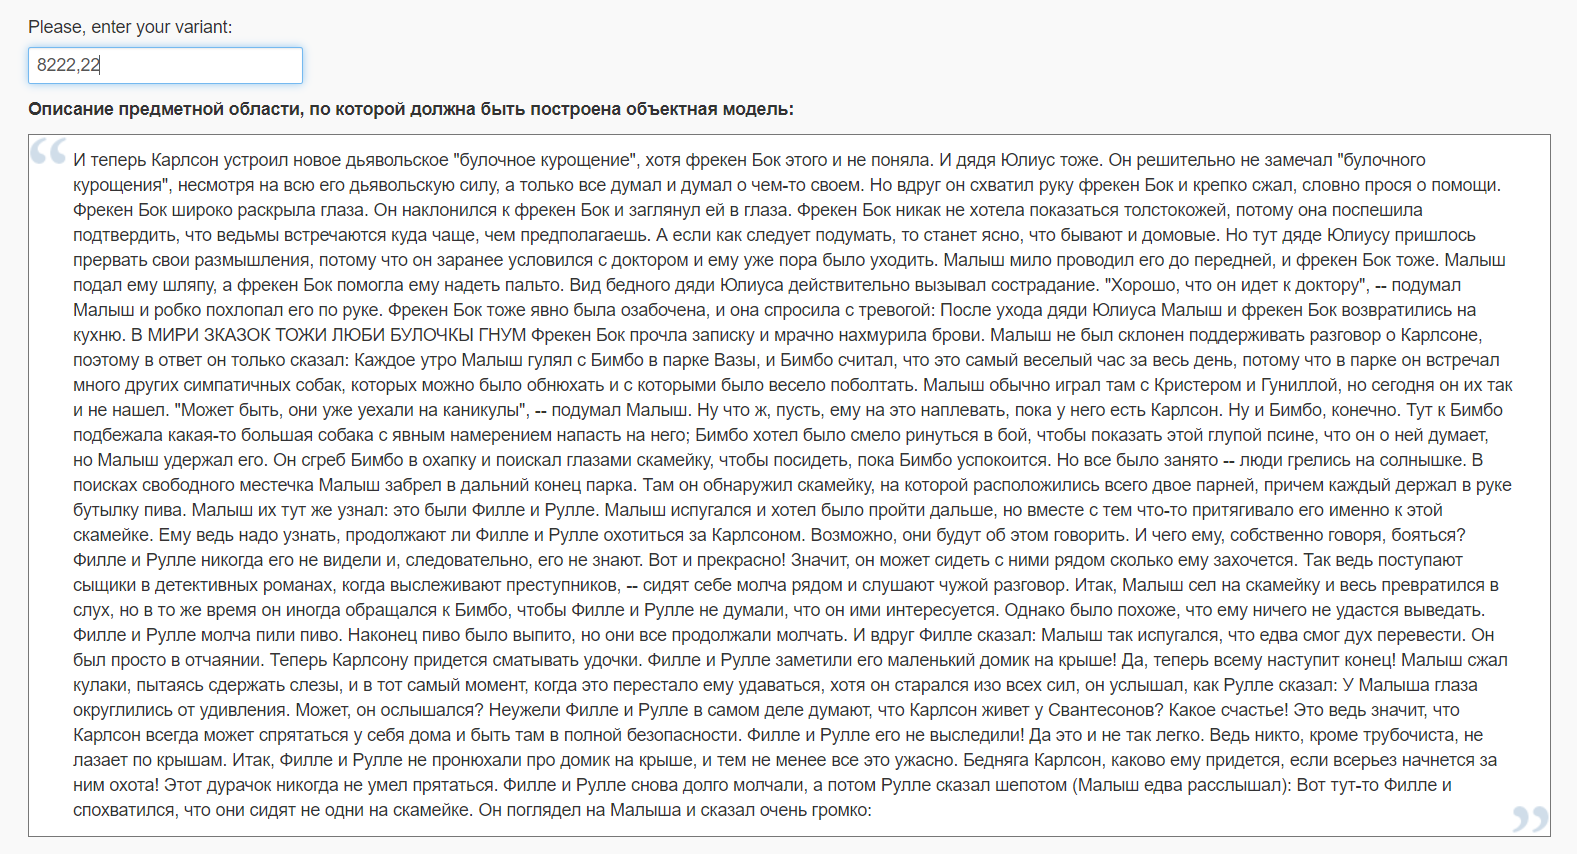 Please, enter your variant:
8222,22
Описание предметной области, по которой должна быть построена объектная модель:
И теперь Карлсон устроил новое дьявольское "булочное курощение", хотя фрекен Бок этого и не поняла. И дядя Юлиус тоже. Он решительно не замечал "булочного
курощения", несмотря на всю его дьявольскую силу, а только все думал и думал о чем-то своем. Но вдруг он схватил руку фрекен Бок и крепко сжал, словно прося о помощи.
Фрекен Бок широко раскрыла глаза. Он наклонился к фрекен Бок и заглянул ей в глаза. Фрекен Бок никак не хотела показаться толстокожей, потому она поспешила
подтвердить, что ведьмы встречаются куда чаще, чем предполагаешь. А если как следует подумать, то станет ясно, что бывают и домовые. Но тут дяде Юлиусу пришлось
прервать свои размышления, потому что он заранее условился с доктором и ему уже пора было уходить. Малыш мило проводил его до передней, и фрекен Бок тоже. Малыш
подал ему шляпу, а фрекен Бок помогла ему надеть пальто. Вид бедного дяди Юлиуса действительно вызывал сострадание. "Хорошо, что он идет к доктору", -- подумал
Малыш и робко похлопал его по руке. Фрекен Бок тоже явно была озабочена, и она спросила с тревогой: После ухода дяди Юлиуса Малыш и фрекен Бок возвратились на
кухню. В МИРИ ЗКАЗОК ТОЖИ ЛЮБИ БУЛОЧКЫ ГНУМ Фрекен Бок прочла записку и мрачно нахмурила брови. Малыш не был склонен поддерживать разговор о Карлсоне,
поэтому в ответ он только сказал: Каждое утро Малыш гулял с Бимбо в парке Вазы, и Бимбо считал, что это самый веселый час за весь день, потому что в парке он встречал
много других симпатичных собак, которых можно было обнюхать и с которыми было весело поболтать. Малыш обычно играл там с Кристером и Гуниллой, но сегодня он их так
и не нашел. "Может быть, они уже уехали на каникулы", -- подумал Малыш. Ну что ж, пусть, ему на это наплевать, пока у него есть Карлсон. Ну и Бимбо, конечно. Тут к Бимбо
подбежала какая-то большая собака с явным намерением напасть на него; Бимбо хотел было смело ринуться в бой, чтобы показать этой глупой псине, что он о ней думает,
но Малыш удержал его. Он сгреб Бимбо в охапку и поискал глазами скамейку, чтобы посидеть, пока Бимбо успокоится. Но все было занято -- люди грелись на солнышке. В
поисках свободного местечка Малыш забрел в дальний конец парка. Там он обнаружил скамейку, на которой расположились всего двое парней, причем каждый держал в руке
бутылку пива. Малыш их тут же узнал: это были Филле и Рулле. Малыш испугался и хотел было пройти дальше, но вместе с тем что-то притягивало его именно к этой
скамейке. Ему ведь надо узнать, продолжают ли Филле и Рулле охотиться за Карлсоном. Возможно, они будут об этом говорить. И чего ему, собственно говоря, бояться?
Филле и Рулле никогда его не видели и, следовательно, его не знают. Вот и прекрасно! Значит, он может сидеть с ними рядом сколько ему захочется. Так ведь поступают
сыщики в детективных романах, когда выслеживают преступников, -- сидят себе молча рядом и слушают чужой разговор. Итак, Малыш сел на скамейку и весь превратился в
слух, но в то же время он иногда обращался к Бимбо, чтобы Филле и Рулле не думали, что он ими интересуется. Однако было похоже, что ему ничего не удастся выведать.
Филле и Рулле молча пили пиво. Наконец пиво было выпито, но они все продолжали молчать. И вдруг Филле сказал: Малыш так испугался, что едва смог дух перевести. Он
был просто в отчаянии. Теперь Карлсону придется сматывать удочки. Филле и Рулле заметили его маленький домик на крыше! Да, теперь всему наступит конец! Малыш сжал
кулаки, пытаясь сдержать слезы, и в тот самый момент, когда это перестало ему удаваться, хотя он старался изо всех сил, он услышал, как Рулле сказал: У Малыша глаза
округлились от удивления. Может, он ослышался? Неужели Филле и Рулле в самом деле думают, что Карлсон живет у Свантесонов? Какое счастье! Это ведь значит, что
Карлсон всегда может спрятаться у себя дома и быть там в полной безопасности. Филле и Рулле его не выследили! Да это и не так легко. Ведь никто, кроме трубочиста, не
лазает по крышам. Итак, Филле и Рулле не пронюхали про домик на крыше, и тем не менее все это ужасно. Бедняга Карлсон, каково ему придется, если всерьез начнется за
ним охота! Этот дурачок никогда не умел прятаться. Филле и Рулле снова долго молчали, а потом Рулле сказал шепотом (Малыш едва расслышал): Вот тут-то Филле и
спохватился, что они сидят не одни на скамейке. Он поглядел на Малыша и сказал очень громко: